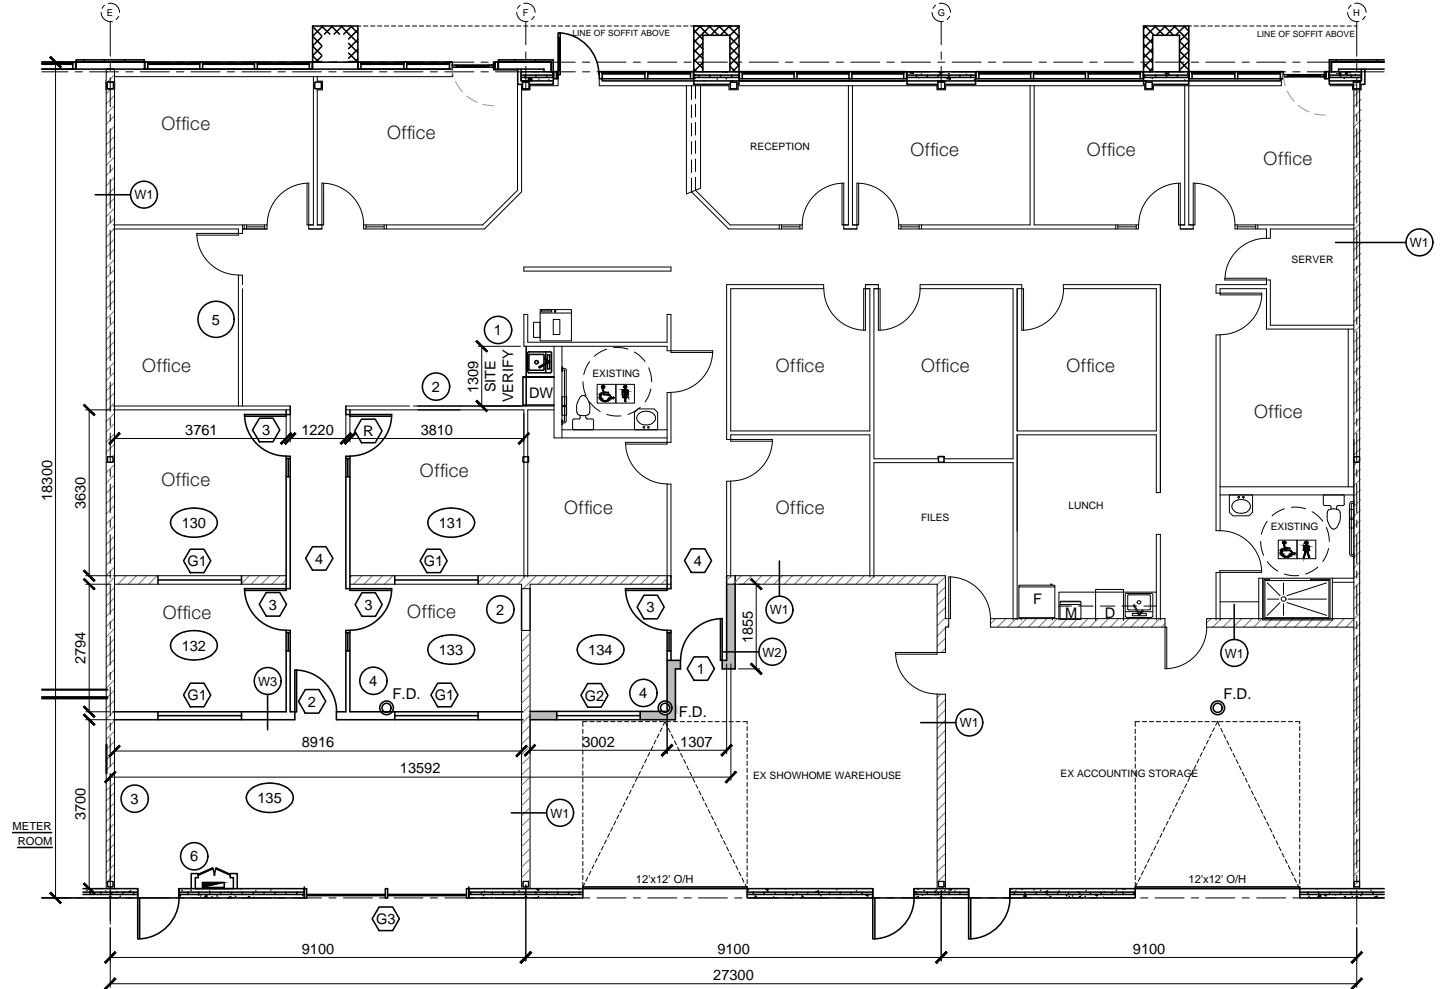 E
F
G
H
LINE OF SOFFIT ABOVE
LINE OF SOFFIT ABOVE
Office
Office
RECEPTION
Office
Office
Office
W1
W1
SERVER
5
1
1309
SITE
VERIFY
DW
EXISTING
Office
2
Office
Office
Office
Office
3761
1220
3810
3
R
18300
3630
Office
Office
Office
Office
130
131
G1
G1
4
4
FILES
LUNCH
EXISTING
F
M
D
W1
W1
2794
Office
3
3
Office
2
3
1855
132
133
134
W2
1
G1
W3
2
4
F.D.
G1
G2
4
F.D.
F.D.
W1
8916
3002
1307
13592
EX SHOWHOME WAREHOUSE
EX ACCOUNTING STORAGE
3700
3
135
W1
METER
ROOM
6
12'x12' O/H
12'x12' O/H
G3
9100
9100
9100
27300